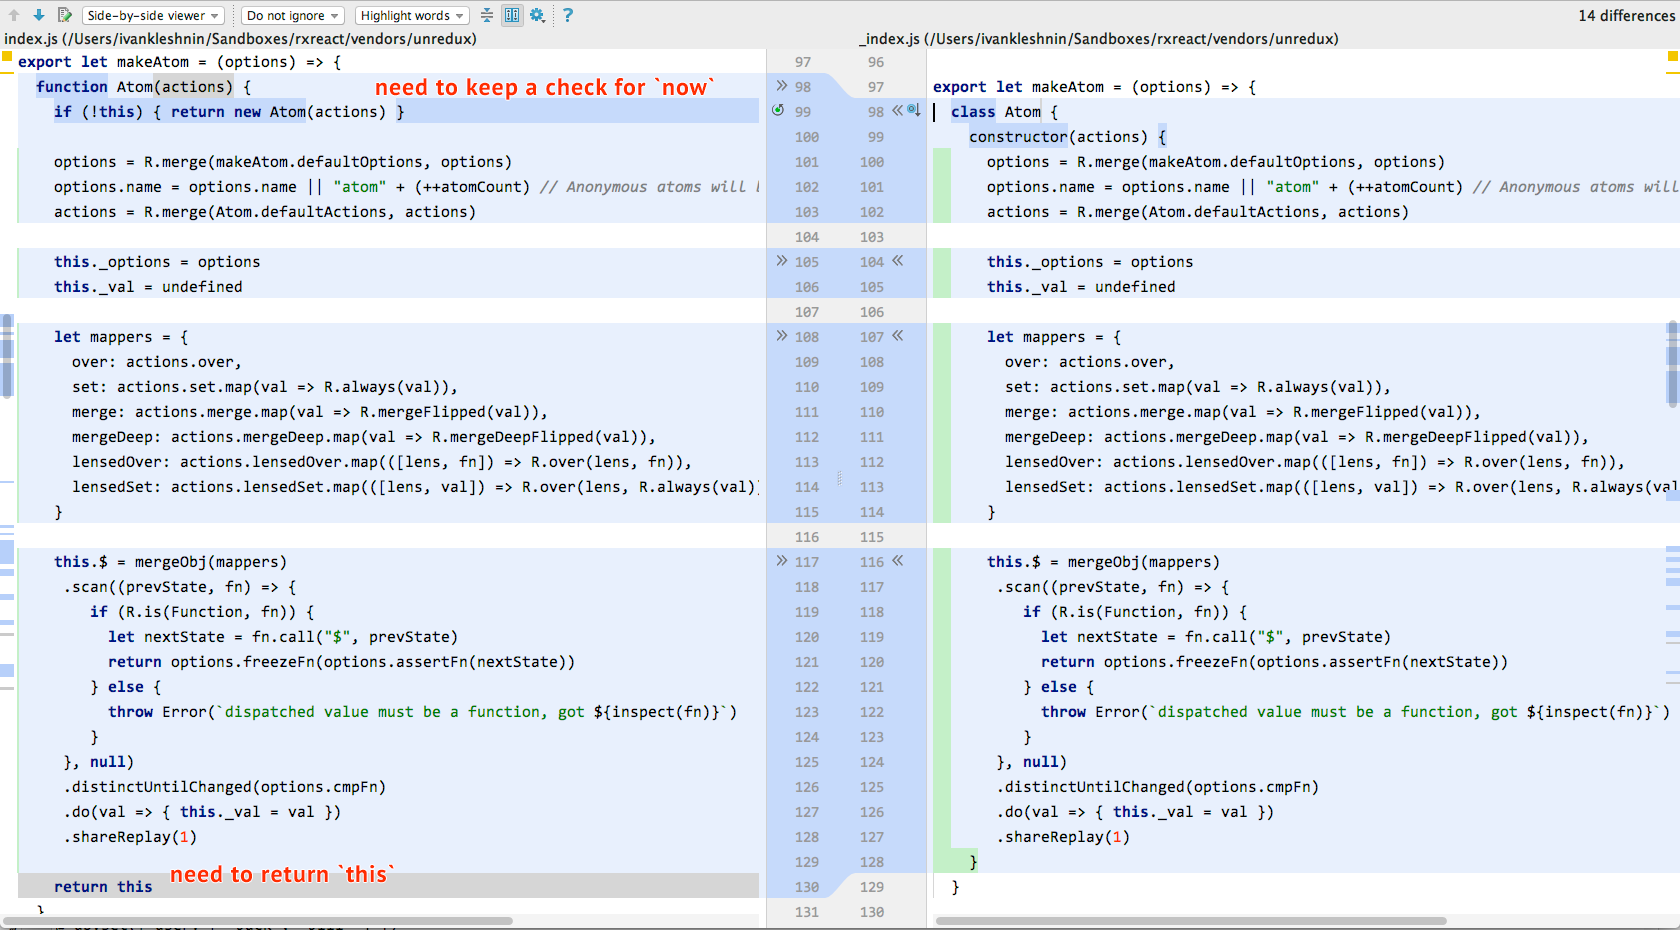 Side-by-side viewer Do not ignore Highlight words ? 14 differences
index.js (/Users/ivankleshnin/Sandboxes/rxreact/vendors/unredux) _index.js (/Users/ivankleshnin/Sandboxes/rxreact/vendors/unredux)
export let makeAtom = (options) => { 97 96
function Atom(actions) { need to keep a check for `now` 98 97 export let makeAtom = (options) => {
if (!this) { return new Atom(actions) } 99 98 class Atom {
100 99 constructor(actions) {
options = R.merge(makeAtom.defaultOptions, options) 101 100 options = R.merge(makeAtom.defaultOptions, options)
options.name = options.name || "atom" + (++atomCount) // Anonymous atoms will 102 101 options.name = options.name || "atom" + (++atomCount) // Anonymous atoms will
actions = R.merge(Atom.defaultActions, actions) 103 102 actions = R.merge(Atom.defaultActions, actions)
104 103
this._options = options 105 104 this._options = options
this._val = undefined 106 105 this._val = undefined
107 106
let mappers = { 108 107 let mappers = {
over: actions.over, 109 108 over: actions.over,
set: actions.set.map(val => R.always(val)), 110 109 set: actions.set.map(val => R.always(val)),
merge: actions.merge.map(val => R.mergeFlipped(val)), 111 110 merge: actions.merge.map(val => R.mergeFlipped(val)),
mergeDeep: actions.mergeDeep.map(val => R.mergeDeepFlipped(val)), 112 111 mergeDeep: actions.mergeDeep.map(val => R.mergeDeepFlipped(val)),
lensedOver: actions.lensedOver.map(([lens, fn]) => R.over(lens, fn)), 113 112 lensedOver: actions.lensedOver.map(([lens, fn]) => R.over(lens, fn)),
lensedSet: actions.lensedSet.map(([lens, val]) => R.over(lens, R.always(val) 114 113 lensedSet: actions.lensedSet.map(([lens, val]) => R.over(lens, R.always(val
} 115 114 }
116 115
this.$ = mergeObj(mappers) 117 116 this.$ = mergeObj(mappers)
.scan((prevState, fn) => { 118 117 .scan((prevState, fn) => {
if (R.is(Function, fn)) { 119 118 if (R.is(Function, fn)) {
let nextState = fn.call("$", prevState) 120 119 let nextState = fn.call("$", prevState)
return options.freezeFn(options.assertFn(nextState)) 121 120 return options.freezeFn(options.assertFn(nextState))
} else { 122 121 } else {
throw Error(`dispatched value must be a function, got ${inspect(fn)}`) 123 122 throw Error(`dispatched value must be a function, got ${inspect(fn)}`)
} 124 123 }
}, null) 125 124 }, null)
.distinctUntilChanged(options.cmpFn) 126 125 .distinctUntilChanged(options.cmpFn)
.do(val => { this._val = val }) 127 126 .do(val => { this._val = val })
.shareReplay(1) 128 127 .shareReplay(1)
129 128 }
need to return `this`
return this 130 129 }
} 131 130